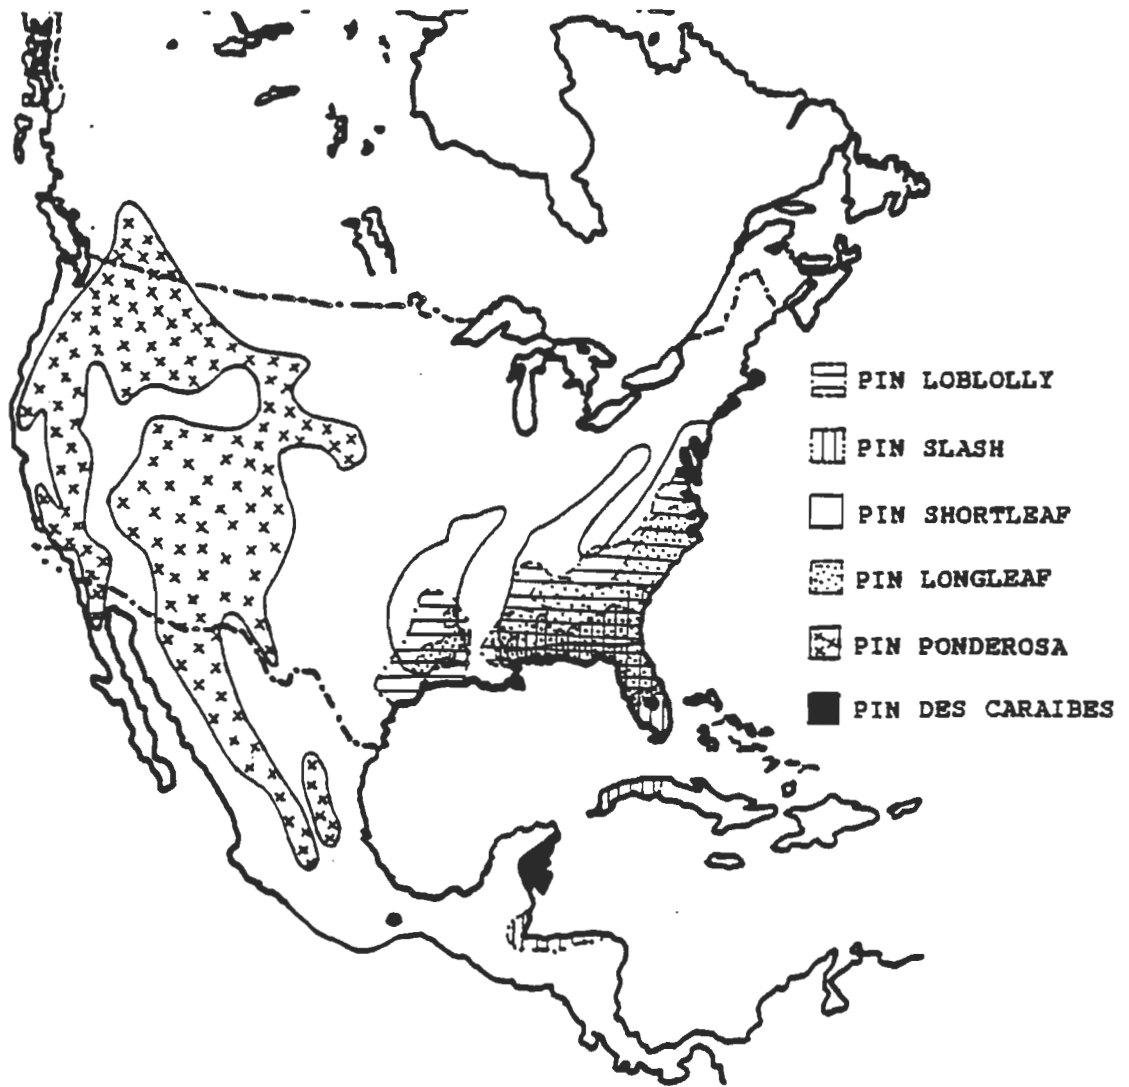 PIN LOBLOLLY
PIN SLASH
PIN SHORTLEAF
PIN LONGLEAF
PIN PONDEROSA
PIN DES CARAIBES